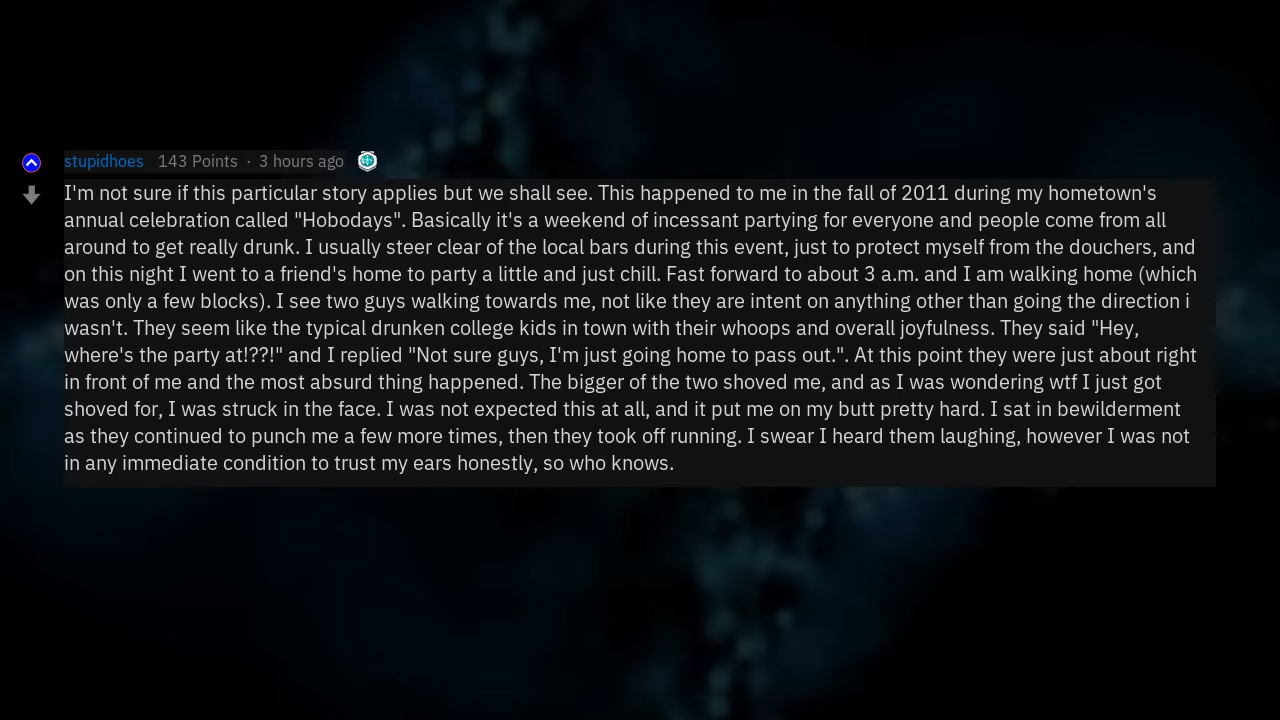 stupidhoes 143 Points · 3 hours ago
I'm not sure if this particular story applies but we shall see. This happened to me in the fall of 2011 during my hometown's
annual celebration called "Hobodays". Basically it's a weekend of incessant partying for everyone and people come from all
around to get really drunk. I usually steer clear of the local bars during this event, just to protect myself from the douchers, and
on this night I went to a friend's home to party a little and just chill. Fast forward to about 3 a.m. and I am walking home (which
was only a few blocks). I see two guys walking towards me, not like they are intent on anything other than going the direction i
wasn't. They seem like the typical drunken college kids in town with their whoops and overall joyfulness. They said "Hey,
where's the party at!??!" and I replied "Not sure guys, I'm just going home to pass out.". At this point they were just about right
in front of me and the most absurd thing happened. The bigger of the two shoved me, and as I was wondering wtf I just got
shoved for, I was struck in the face. I was not expected this at all, and it put me on my butt pretty hard. I sat in bewilderment
as they continued to punch me a few more times, then they took off running. I swear I heard them laughing, however I was not
in any immediate condition to trust my ears honestly, so who knows.